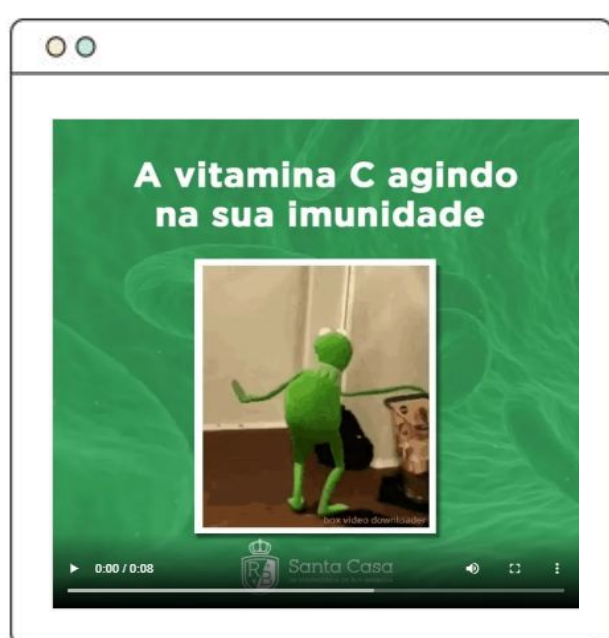 A vitamina C agindo
na sua imunidade
box video downloader
0:00 / 0:08
Santa Casa